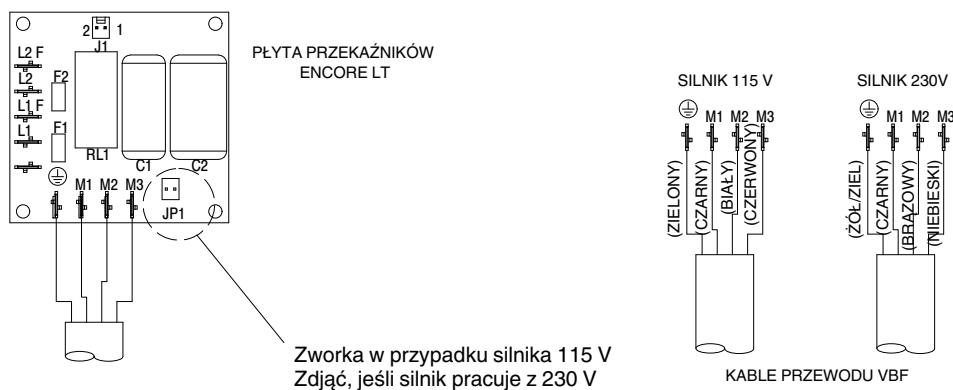 2 1
J1
L2 F
L2
F2
L1 F
L1
F1
RL1
C1
C2
M1 M2 M3
JP1
PŁYTA PRZEKAŹNIKÓW
ENCORE LT
Zworka w przypadku silnika 115 V
Zdjąć, jeśli silnik pracuje z 230 V
SILNIK 115 V
M1 M2 M3
(ZIELONY)
(CZARNY)
(BIAŁY)
(CZERWONY)
SILNIK 230V
M1 M2 M3
(ŻÓŁ/ZIEL)
(CZARNY)
(BRAZOWY)
(NIEBIESKI)
KABLE PRZEWODU VBF